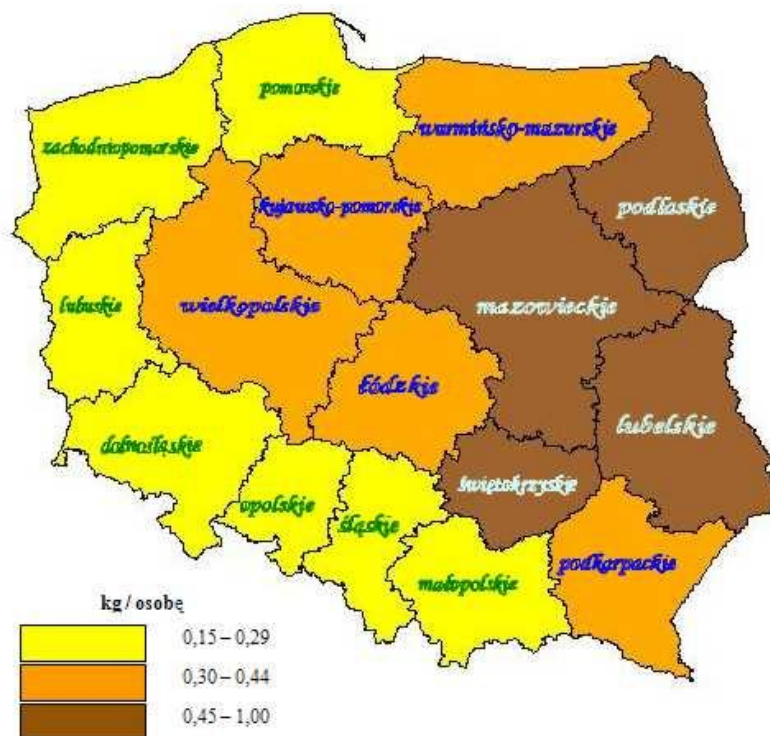 pomorskie
warmińsko-mazurskie
zachodniopomorskie
podłaskie
kujawsko-pomorskie
lubuskie
wielkopolskie
mazowieckie
łódzkie
lubelskie
dolnośląskie
świętokrzyskie
opolskie
śląskie
podkarpackie
małopolskie
kg / osobę
0,15 – 0,29
0,30 – 0,44
0,45 – 1,00